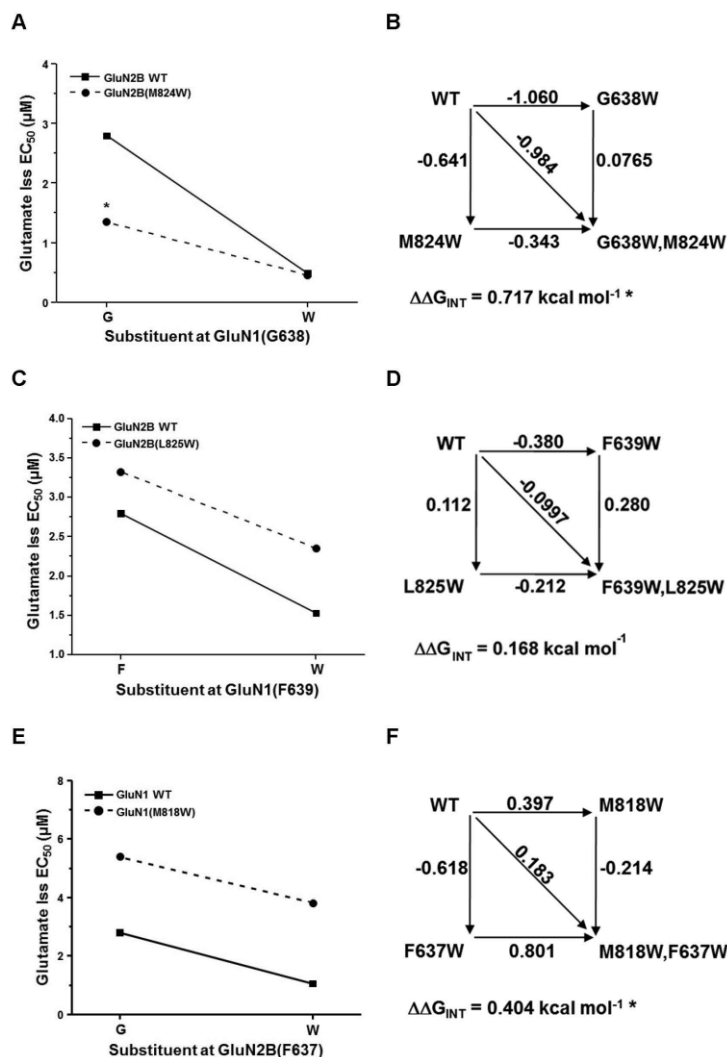 A
GluN2B WT
GluN2B(M824W)
Glutamate Iss EC50 (µM)
4
3
2
1
0
*
G
W
Substituent at GluN1(G638)
B
WT
-1.060
G638W
-0.641
-0.984
0.0765
M824W
-0.343
G638W,M824W
ΔΔG_INT = 0.717 kcal mol⁻¹ *
C
GluN2B WT
GluN2B(L825W)
Glutamate Iss EC50 (µM)
4.0
3.5
3.0
2.5
2.0
1.5
1.0
F
W
Substituent at GluN1(F639)
D
WT
-0.380
F639W
0.112
-0.0997
0.280
L825W
-0.212
F639W,L825W
ΔΔG_INT = 0.168 kcal mol⁻¹
E
GluN1 WT
GluN1(M818W)
Glutamate Iss EC50 (µM)
8
6
4
2
0
G
W
Substituent at GluN2B(F637)
F
WT
0.397
M818W
-0.618
0.183
-0.214
F637W
0.801
M818W,F637W
ΔΔG_INT = 0.404 kcal mol⁻¹ *